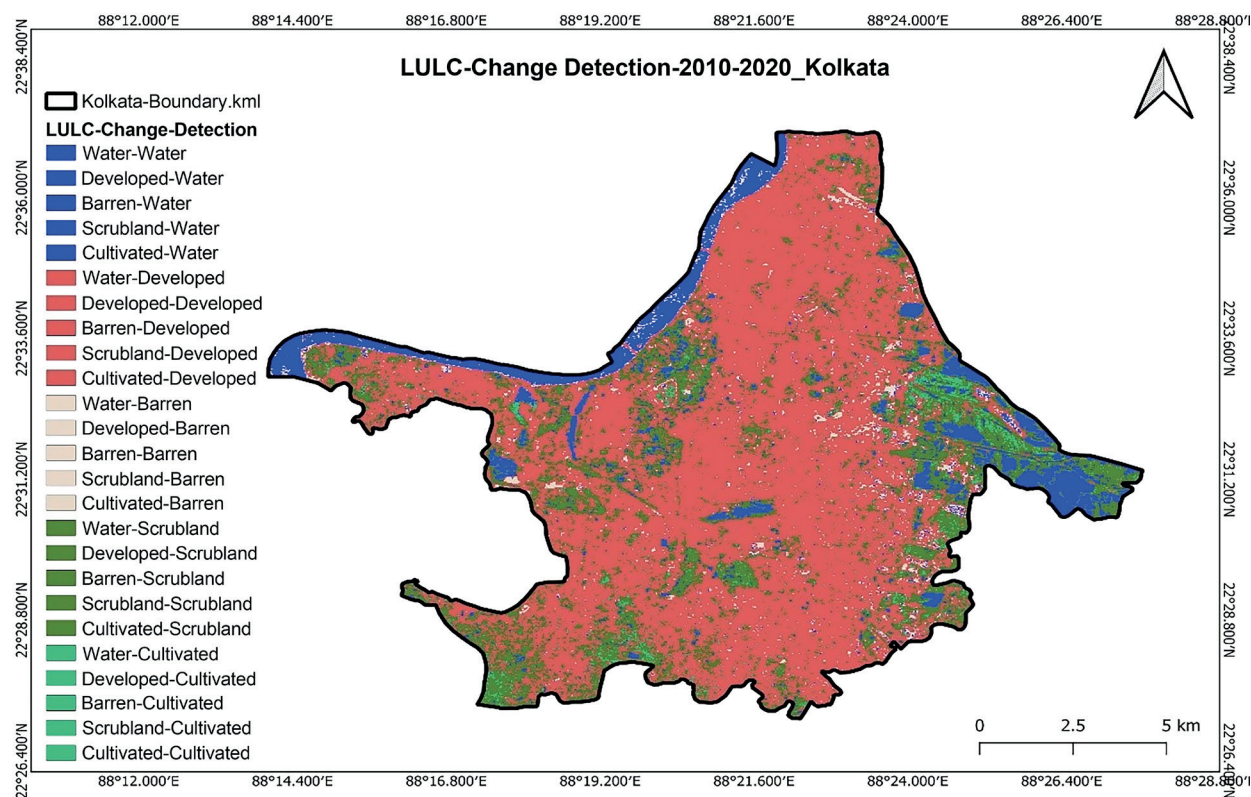 88°12.000′E 88°14.400′E 88°16.800′E 88°19.200′E 88°21.600′E 88°24.000′E 88°26.400′E 88°28.800′E
22°38.400′N
22°38.400′N
LULC-Change Detection-2010-2020_Kolkata
Kolkata-Boundary.kml
LULC-Change-Detection
Water-Water
Developed-Water
Barren-Water
Scrubland-Water
Cultivated-Water
Water-Developed
Developed-Developed
Barren-Developed
Scrubland-Developed
Cultivated-Developed
Water-Barren
Developed-Barren
Barren-Barren
Scrubland-Barren
Cultivated-Barren
Water-Scrubland
Developed-Scrubland
Barren-Scrubland
Scrubland-Scrubland
Cultivated-Scrubland
Water-Cultivated
Developed-Cultivated
Barren-Cultivated
Scrubland-Cultivated
Cultivated-Cultivated
22°36.000′N
22°36.000′N
22°33.600′N
22°33.600′N
22°31.200′N
22°31.200′N
22°28.800′N
22°28.800′N
22°26.400′N
22°26.400′N
0 2.5 5 km
88°12.000′E 88°14.400′E 88°16.800′E 88°19.200′E 88°21.600′E 88°24.000′E 88°26.400′E 88°28.800′E